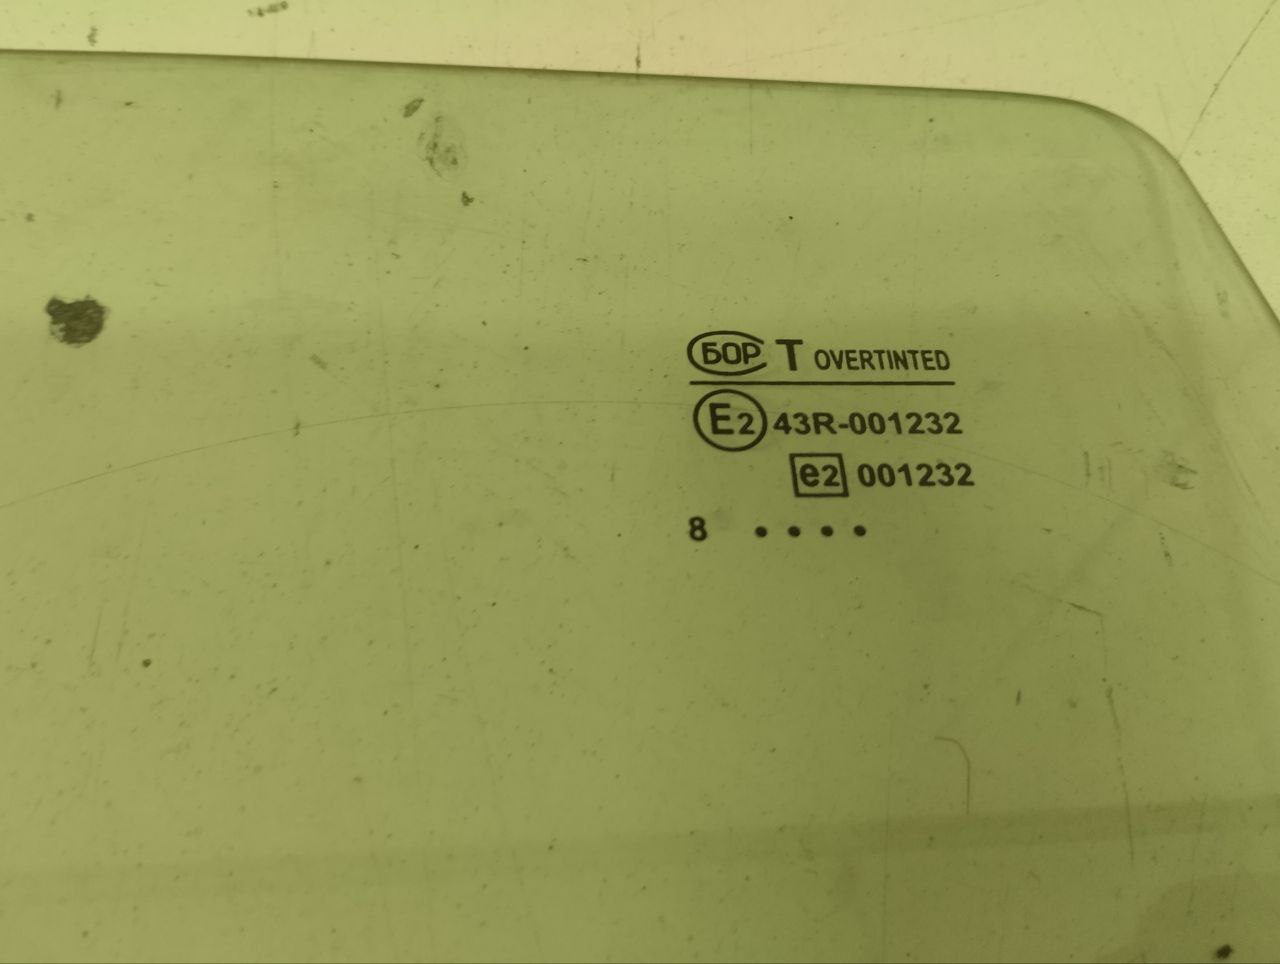 БОР T OVERTINTED
E2 43R-001232
e2 001232
8 • • • •